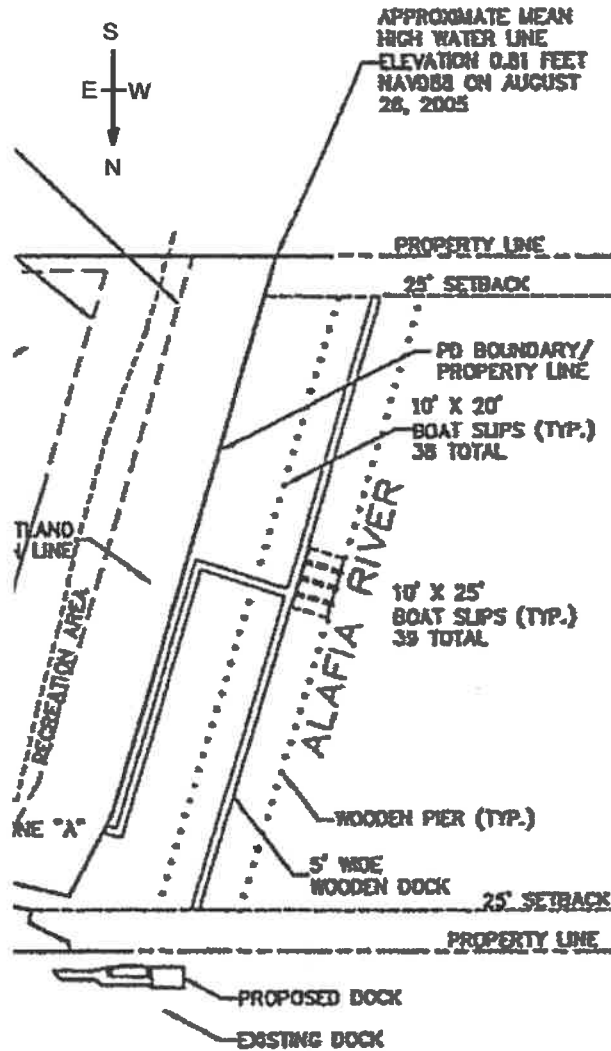 APPROXIMATE MEAN
HIGH WATER LINE
ELEVATION 0.81 FEET
NAVD88 ON AUGUST
26, 2005
S
E W
N
PROPERTY LINE
25' SETBACK
PD BOUNDARY/
PROPERTY LINE
10' X 20'
BOAT SLIPS (TYP.)
38 TOTAL
TLAND
LINE
RECREATION AREA
ALAFIA RIVER
10' X 25'
BOAT SLIPS (TYP.)
39 TOTAL
WOODEN PIER (TYP.)
NE "A"
5' WIDE
WOODEN DOCK
25' SETBACK
PROPERTY LINE
PROPOSED DOCK
EXISTING DOCK